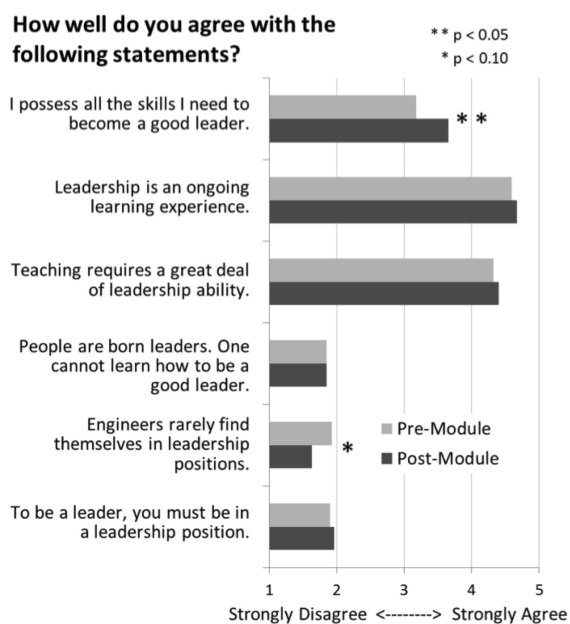 How well do you agree with the
following statements?
** p < 0.05
* p < 0.10
I possess all the skills I need to
become a good leader.
**
Leadership is an ongoing
learning experience.
Teaching requires a great deal
of leadership ability.
People are born leaders. One
cannot learn how to be a
good leader.
Engineers rarely find
themselves in leadership
positions.
*
Pre-Module
Post-Module
To be a leader, you must be in
a leadership position.
1 2 3 4 5
Strongly Disagree <--------> Strongly Agree